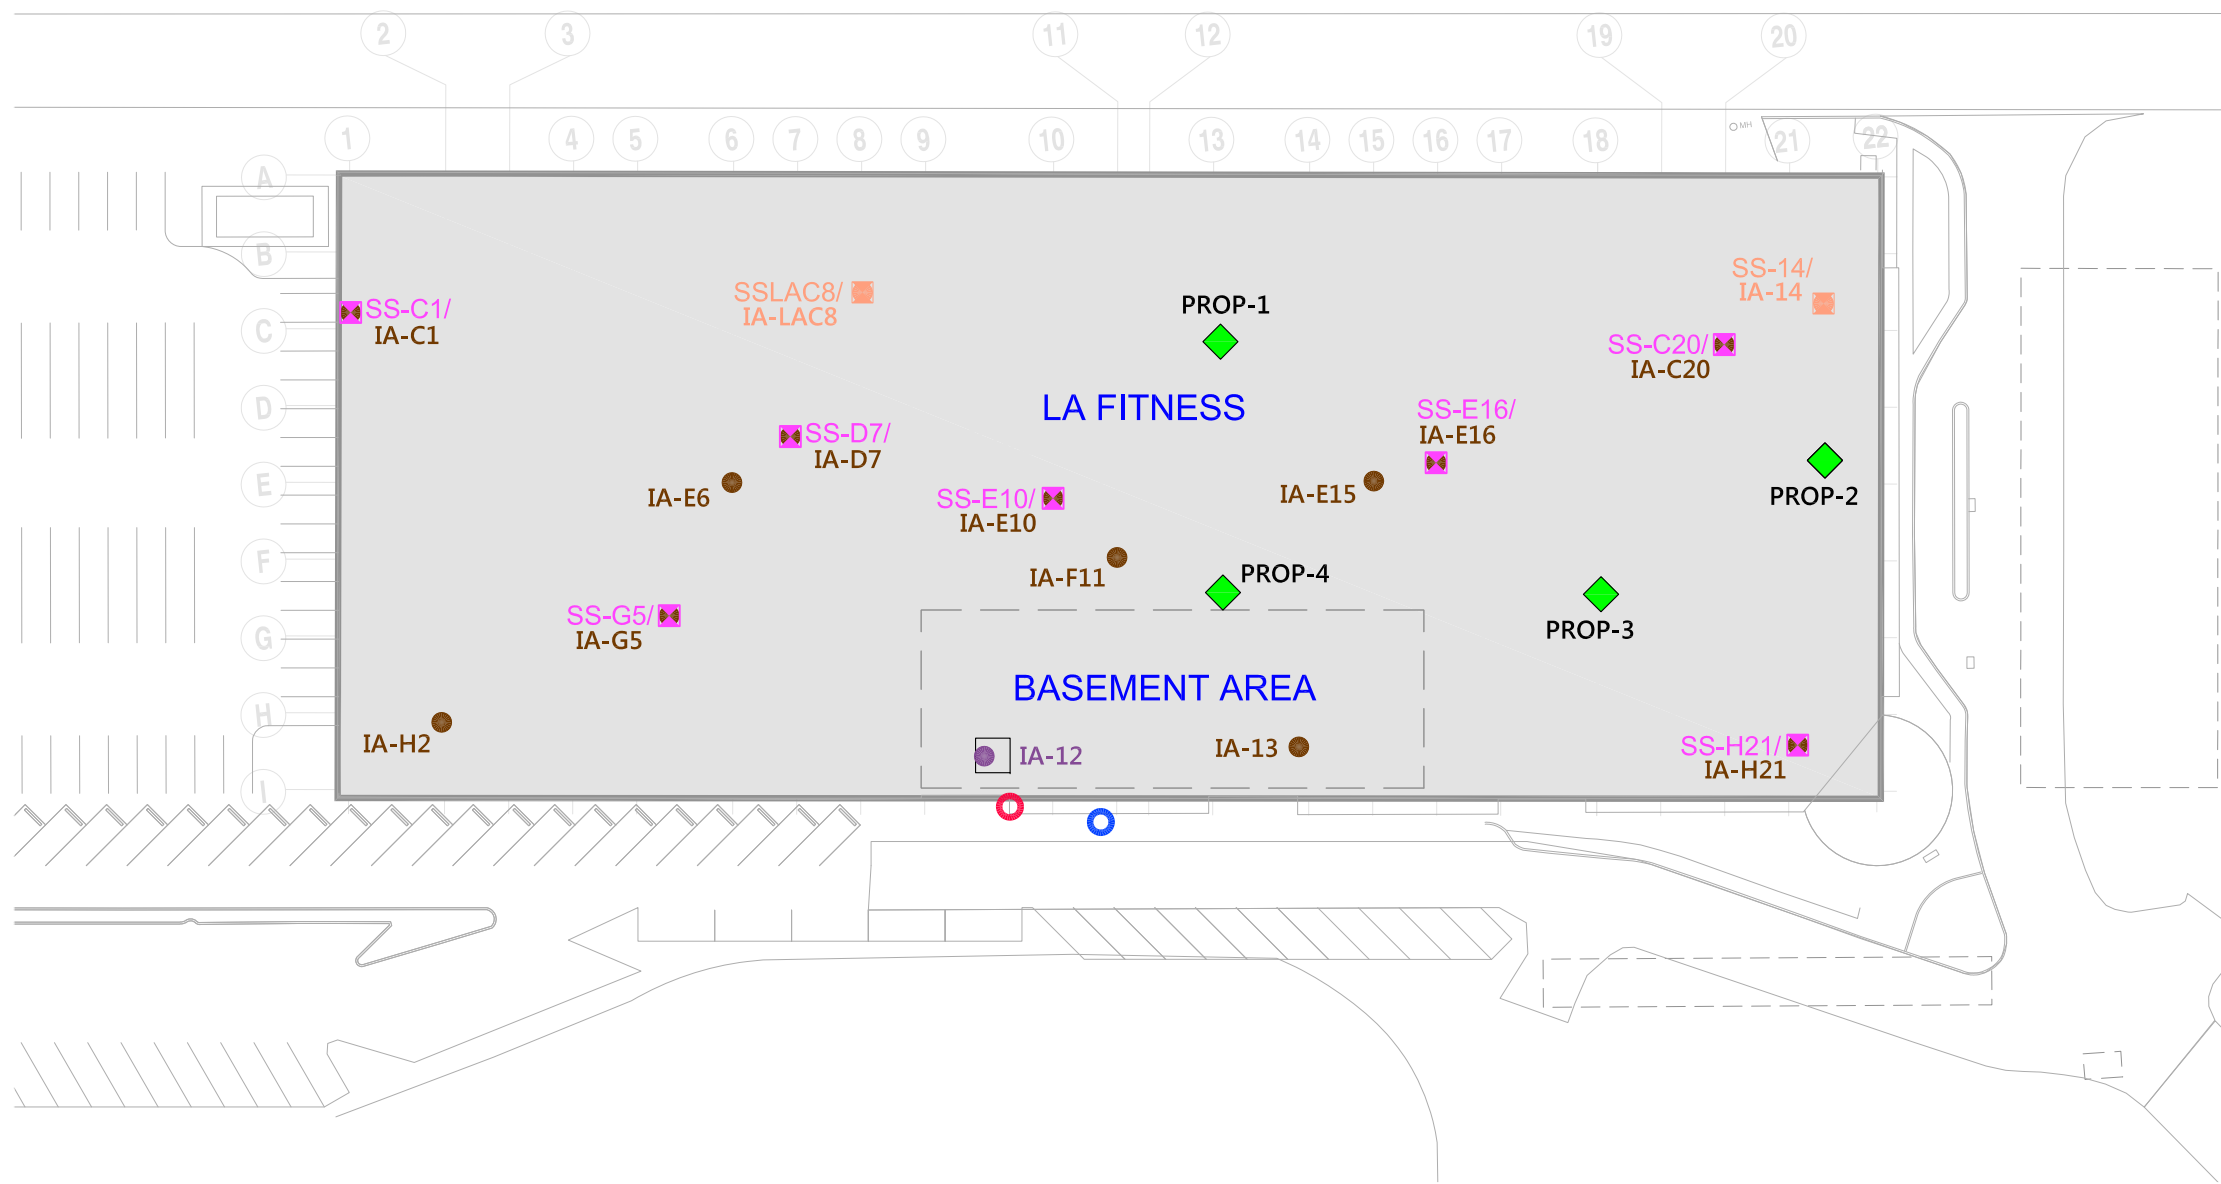 2
3
11
12
19
20
MH
1
4
5
6
7
8
9
10
13
14
15
16
17
18
21
22
A
B
C
D
E
F
G
H
I
SS-C1/
IA-C1
SSLAC8/
IA-LAC8
PROP-1
SS-14/
IA-14
SS-C20/
IA-C20
LA FITNESS
SS-D7/
IA-D7
SS-E16/
IA-E16
IA-E6
SS-E10/
IA-E10
IA-E15
PROP-2
IA-F11
PROP-4
SS-G5/
IA-G5
PROP-3
BASEMENT AREA
IA-H2
IA-12
IA-13
SS-H21/
IA-H21